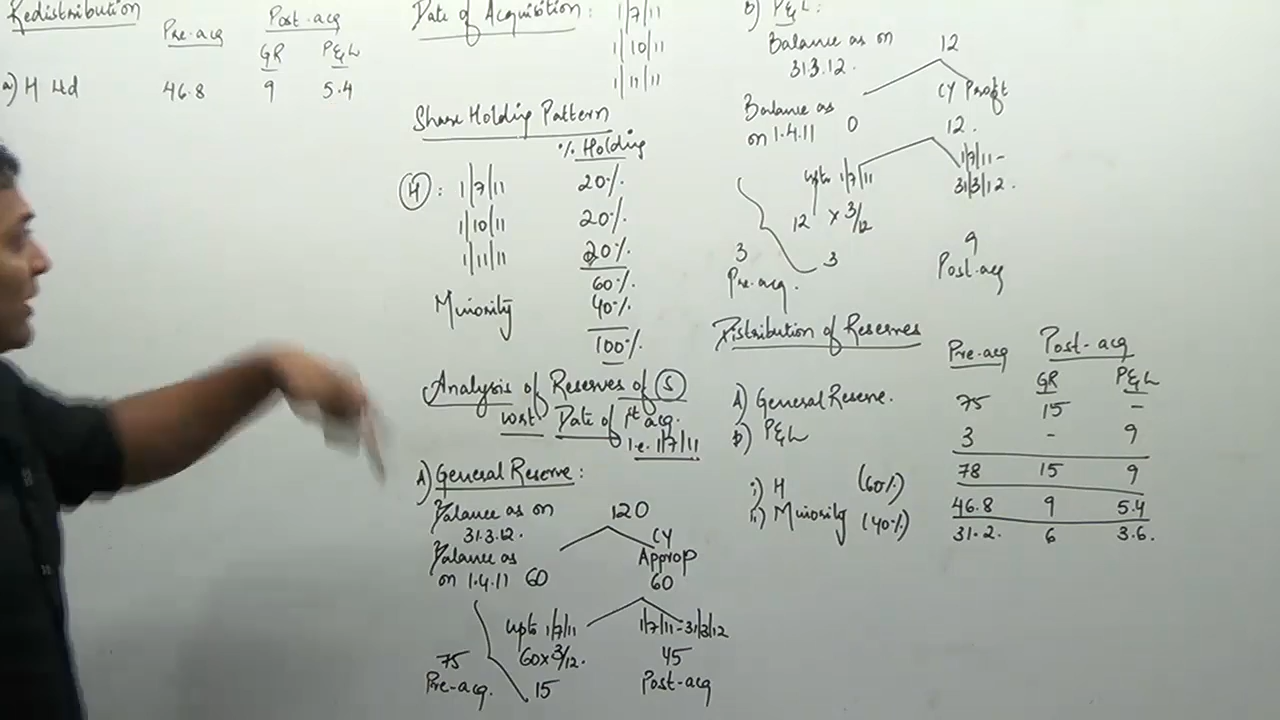 Redistribution
Pre-acq Post-acq
GR P&L
a) H Ltd 46.8 9 5.4
Date of Acquisition : 1/7/11
1/10/11
1/11/11
Share Holding Pattern
% Holding
(H) : 1/7/11 20%
1/10/11 20%
1/11/11 20%
60%
Minority 40%
100%
Analysis of Reserves of (S)
wrt Date of 1st acq.
i.e. 1/7/11
A) General Reserve :
Balance as on 120
31.3.12.
Balance as CY
on 1.4.11 60 Approp
60
upto 1/7/11 1/7/11 - 31/3/12
75 60 x 3/12. 45
Pre-acq. 15 Post-acq
B) P&L :
Balance as on 12
31.3.12.
CY Profit
Balance as
on 1.4.11 0 12.
upto 1/7/11 1/7/11 -
31/3/12.
12 x 3/12
3 3 9
Pre-acq. Post-acq
Distribution of Reserves
Pre-acq Post-acq
GR P&L
A) General Reserve. 75 15 -
B) P&L 3 - 9
78 15 9
i) H (60%) 46.8 9 5.4
ii) Minority (40%) 31.2. 6 3.6.